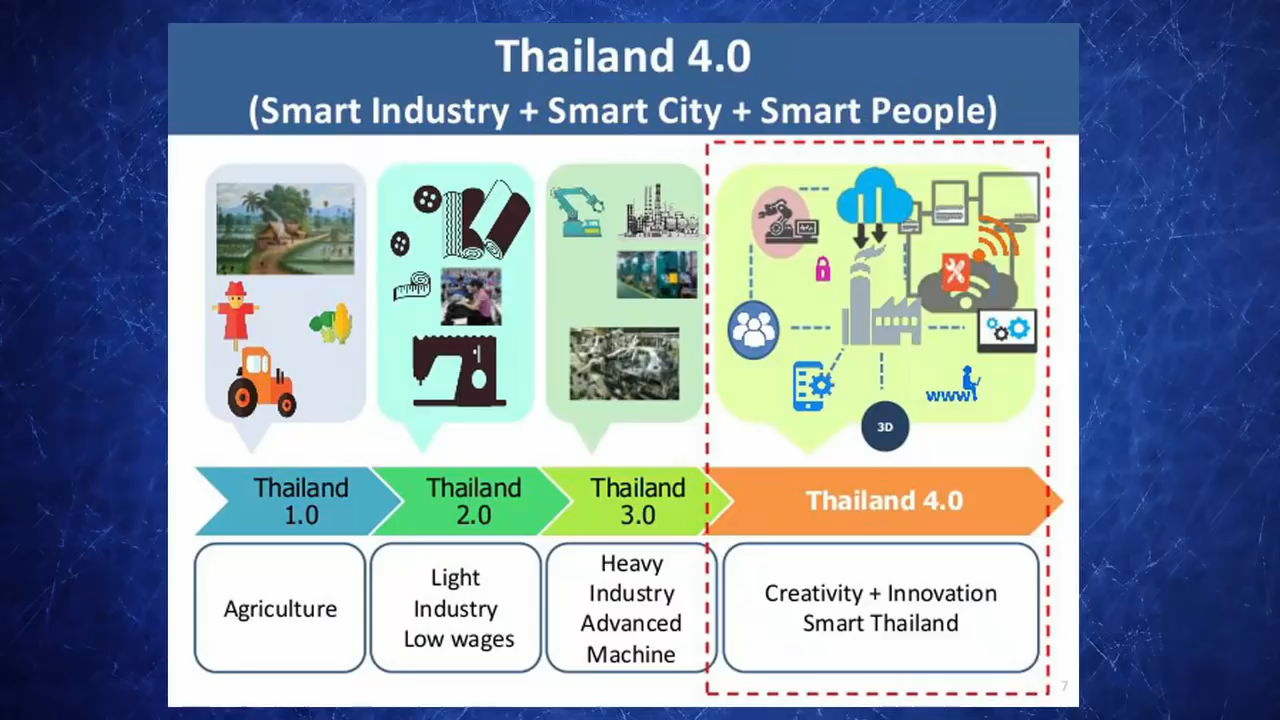 Thailand 4.0
(Smart Industry + Smart City + Smart People)
www
3D
Thailand
1.0
Thailand
2.0
Thailand
3.0
Thailand 4.0
Agriculture
Light
Industry
Low wages
Heavy
Industry
Advanced
Machine
Creativity + Innovation
Smart Thailand
7